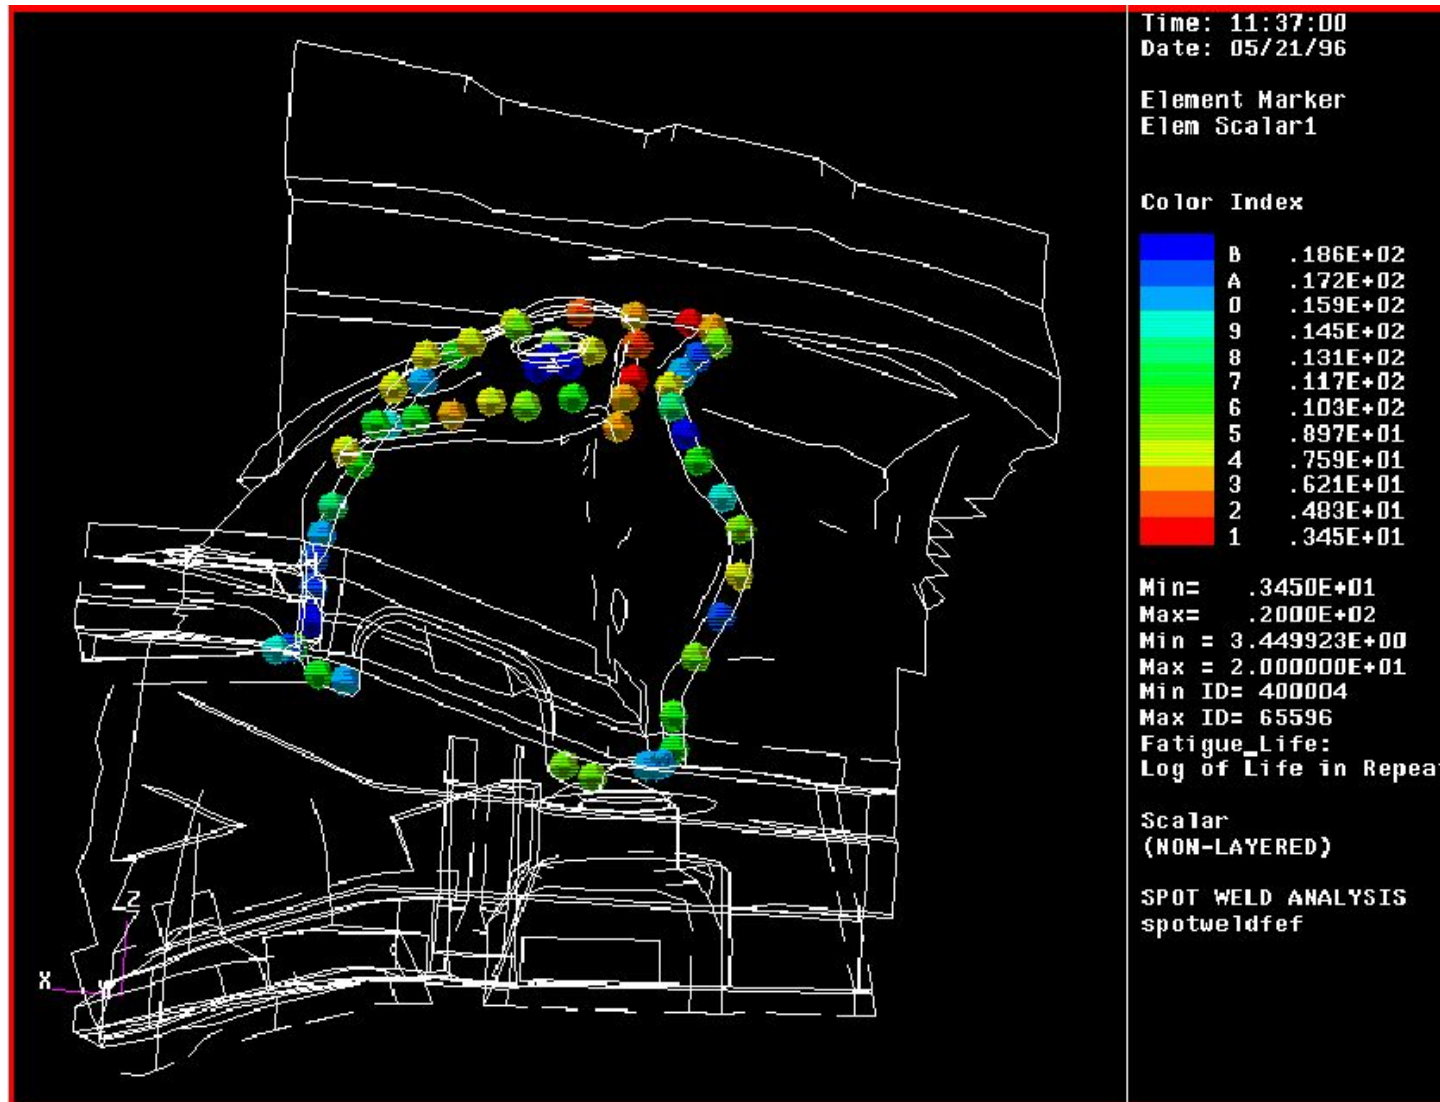 Time: 11:37:00
Date: 05/21/96
Element Marker
Elem Scalar1
Color Index
B .186E+02
A .172E+02
0 .159E+02
9 .145E+02
8 .131E+02
7 .117E+02
6 .103E+02
5 .897E+01
4 .759E+01
3 .621E+01
2 .483E+01
1 .345E+01
Min= .3450E+01
Max= .2000E+02
Min = 3.449923E+00
Max = 2.000000E+01
Min ID= 400004
Max ID= 65596
Fatigue_Life:
Log of Life in Repea
Scalar
(NON-LAYERED)
SPOT WELD ANALYSIS
spotweldfef
Z
X